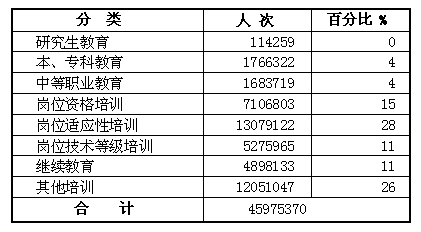 分 类 人 次 百分比 %
研究生教育 114259 0
本、专科教育 1766322 4
中等职业教育 1683719 4
岗位资格培训 7106803 15
岗位适应性培训 13079122 28
岗位技术等级培训 5275965 11
继续教育 4898133 11
其他培训 12051047 26
合 计 45975370